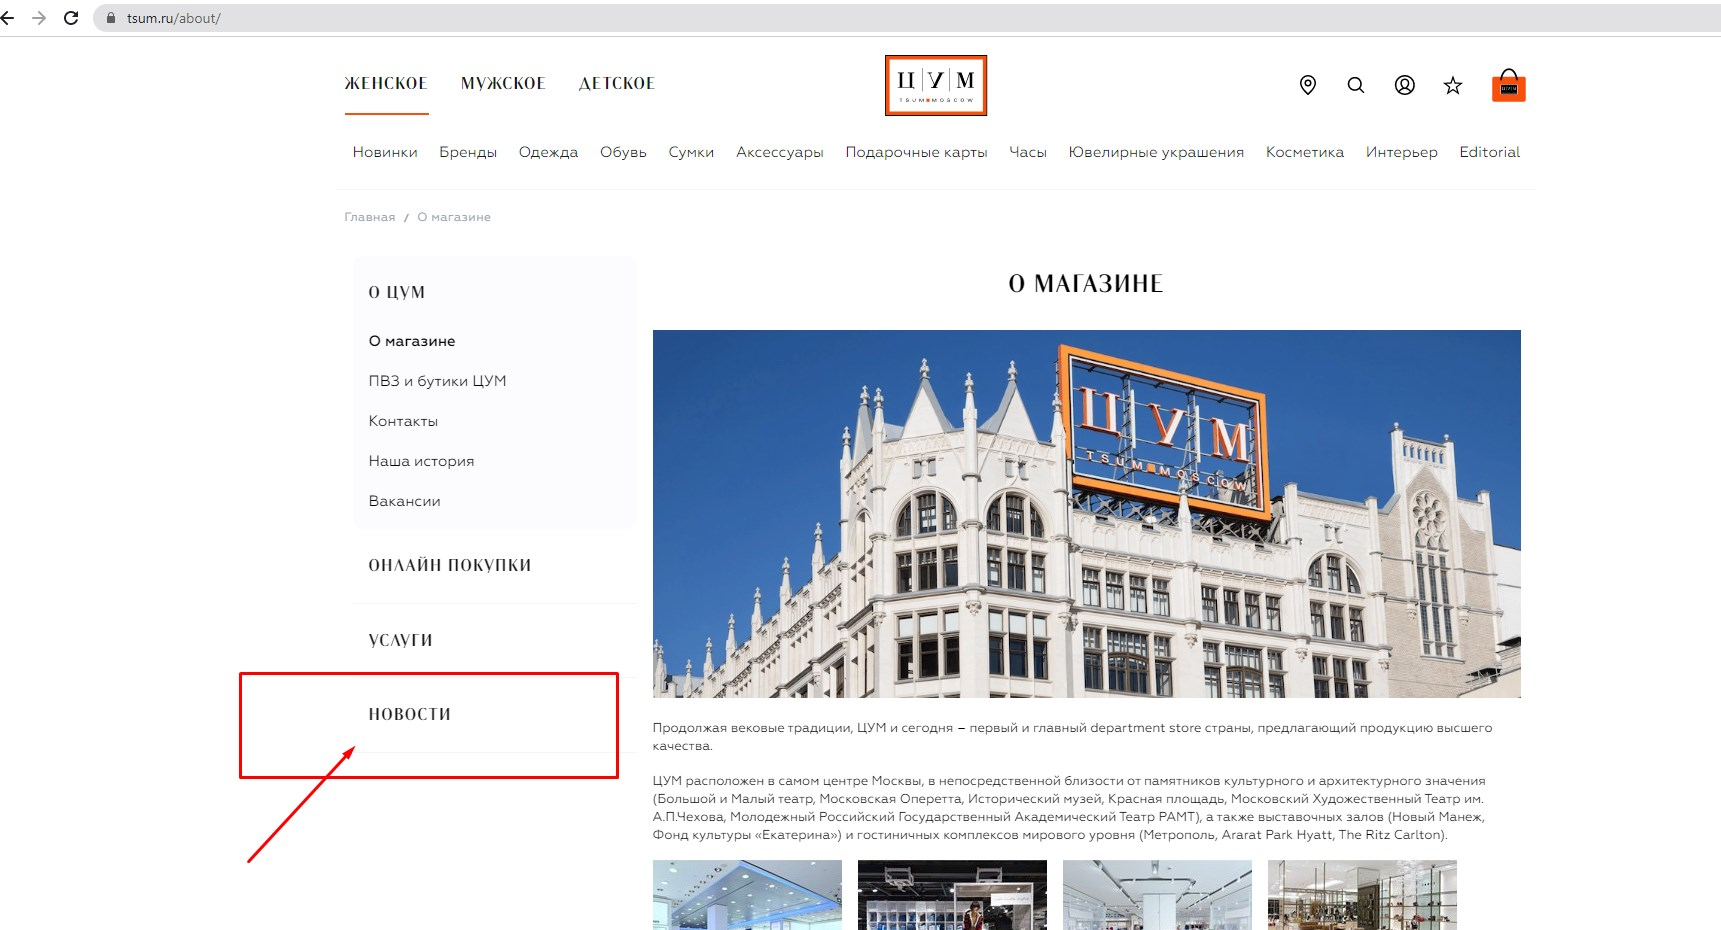 tsum.ru/about/
ЖЕНСКОЕ МУЖСКОЕ ДЕТСКОЕ
ЦУМ
TSUM MOSCOW
Новинки Бренды Одежда Обувь Сумки Аксессуары Подарочные карты Часы Ювелирные украшения Косметика Интерьер Editorial
Главная / О магазине
О ЦУМ
О магазине
ПВЗ и бутики ЦУМ
Контакты
Наша история
Вакансии
ОНЛАЙН ПОКУПКИ
УСЛУГИ
НОВОСТИ
О МАГАЗИНЕ
ЦУМ
TSUM MOSCOW
Продолжая вековые традиции, ЦУМ и сегодня – первый и главный department store страны, предлагающий продукцию высшего
качества.
ЦУМ расположен в самом центре Москвы, в непосредственной близости от памятников культурного и архитектурного значения
(Большой и Малый театр, Московская Оперетта, Исторический музей, Красная площадь, Московский Художественный Театр им.
А.П.Чехова, Молодежный Российский Государственный Академический Театр РАМТ), а также выставочных залов (Новый Манеж,
Фонд культуры «Екатерина») и гостиничных комплексов мирового уровня (Метрополь, Ararat Park Hyatt, The Ritz Carlton).